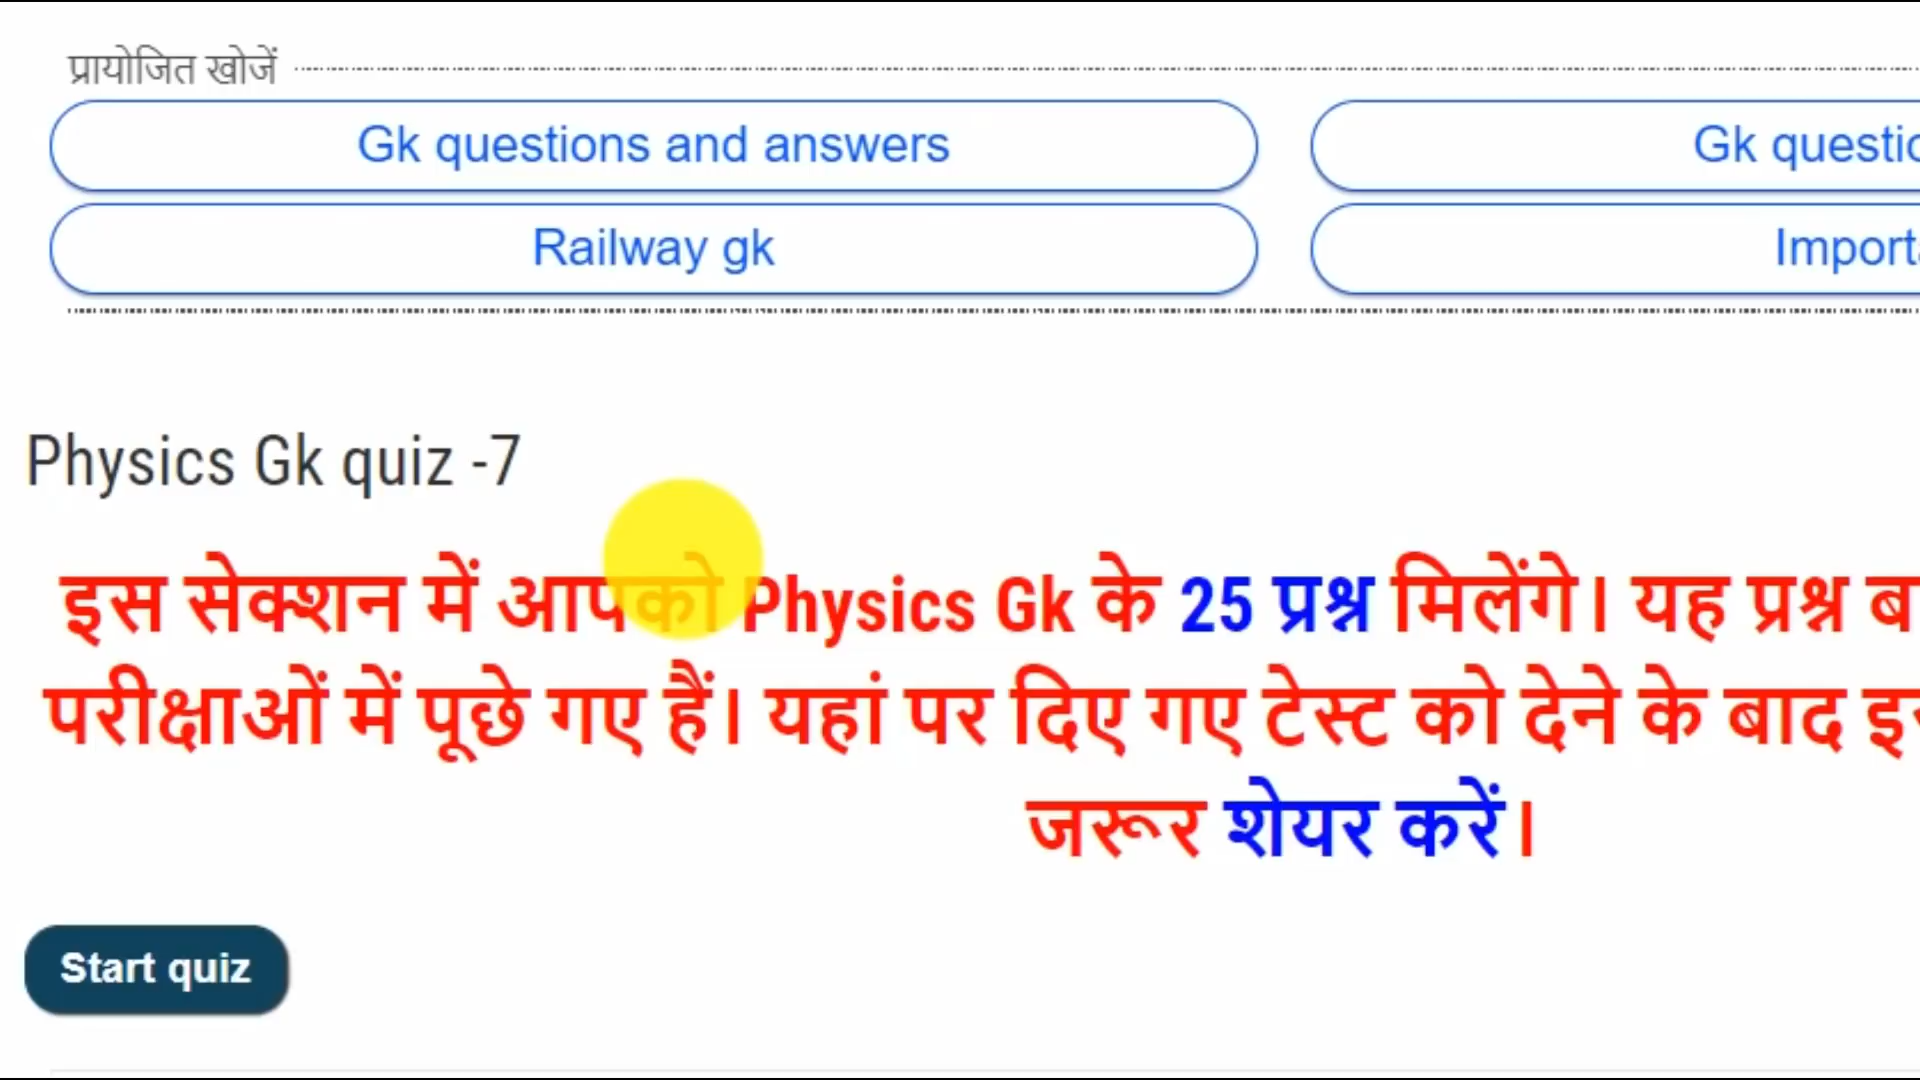 प्रायोजित खोजें
Gk questions and answers
Gk
Railway gk
Physics Gk quiz -7
इस सेक्शन में आपको Physics Gk के 25 प्रश्न मिलेंगे। यह प्रश्न
परीक्षाओं में पूछे गए हैं। यहां पर दिए गए टेस्ट को देने के बाद
जरूर शेयर करें।
Start quiz